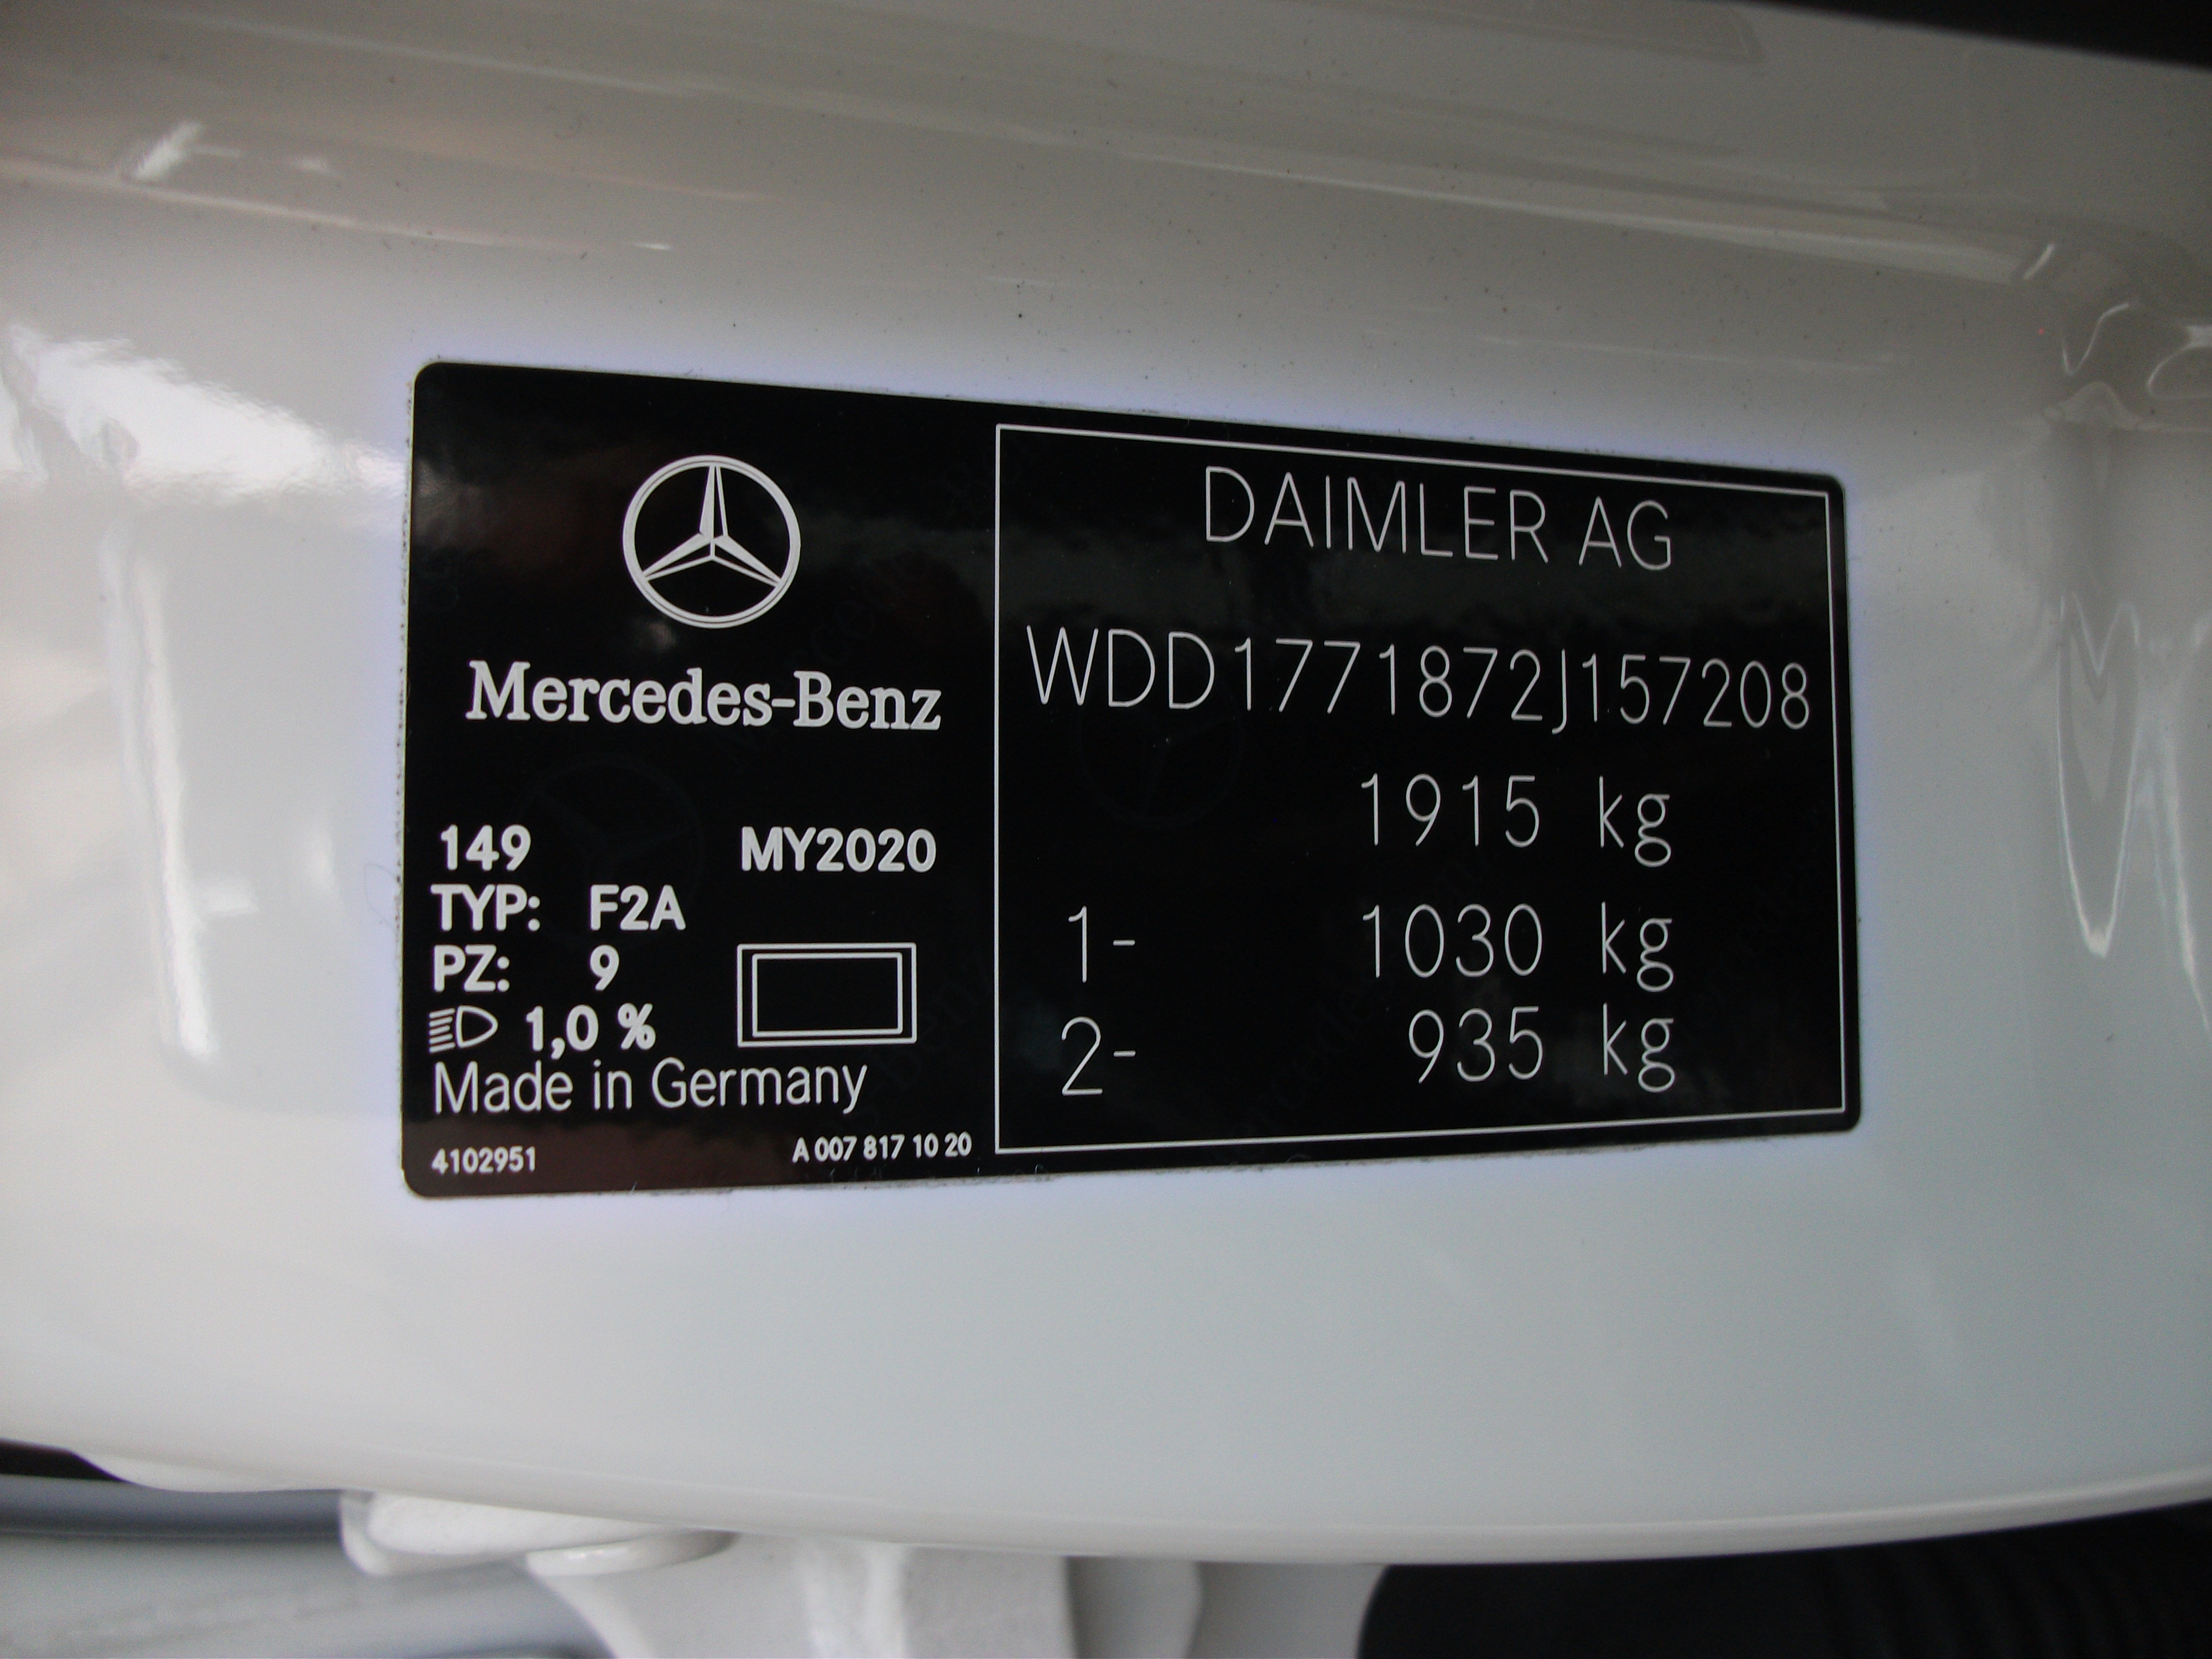 Mercedes-Benz
149 MY2020
TYP: F2A
PZ: 9
1,0 %
Made in Germany
4102951 A 007 817 10 20
DAIMLER AG
WDD1771872J157208
1915 kg
1- 1030 kg
2- 935 kg